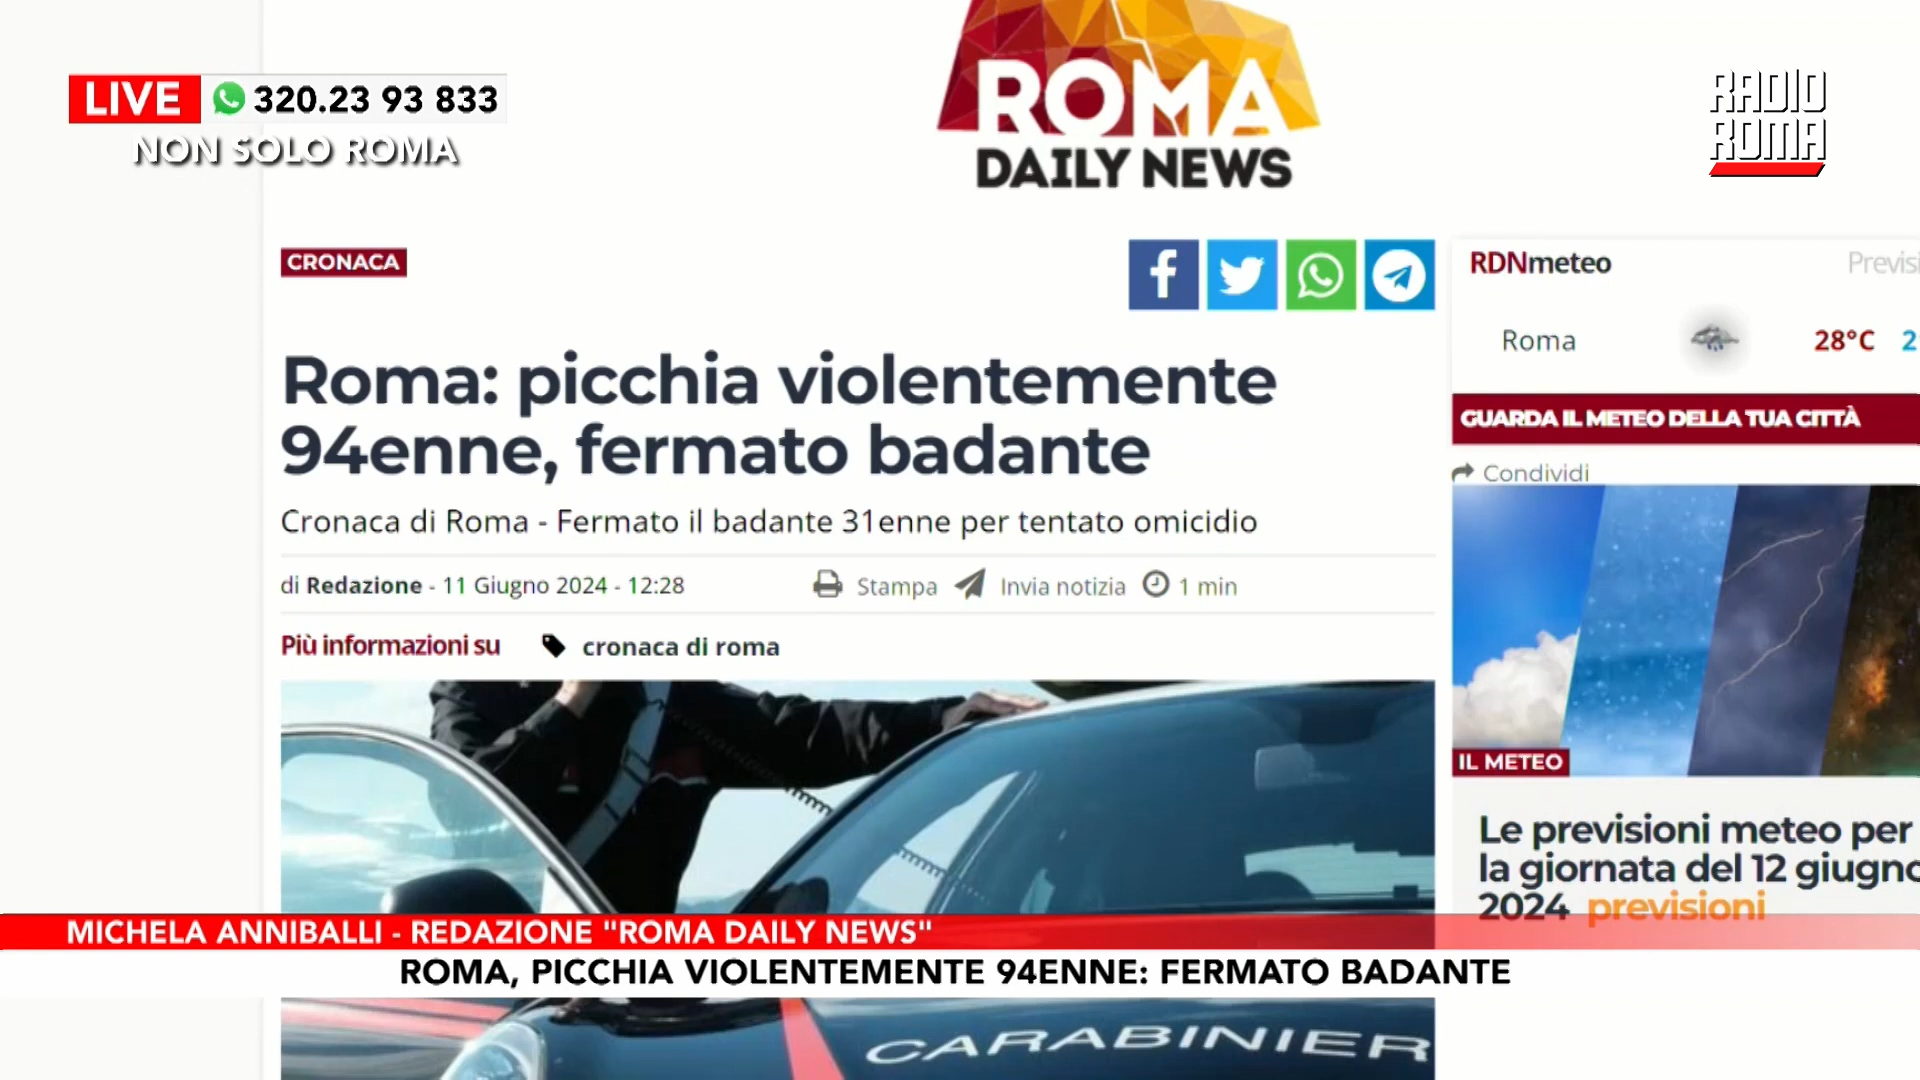 LIVE 320.23 93 833
NON SOLO ROMA
ROMA
DAILY NEWS
RADIO
ROMA
CRONACA
Roma: picchia violentemente
94enne, fermato badante
Cronaca di Roma - Fermato il badante 31enne per tentato omicidio
di Redazione - 11 Giugno 2024 - 12:28
Stampa Invia notizia 1 min
Più informazioni su cronaca di roma
RDNmeteo Previsi
Roma 28°C 2
GUARDA IL METEO DELLA TUA CITTÀ
Condividi
IL METEO
Le previsioni meteo per
la giornata del 12 giugno
2024 previsioni
MICHELA ANNIBALLI - REDAZIONE "ROMA DAILY NEWS"
ROMA, PICCHIA VIOLENTEMENTE 94ENNE: FERMATO BADANTE
CARABINIER